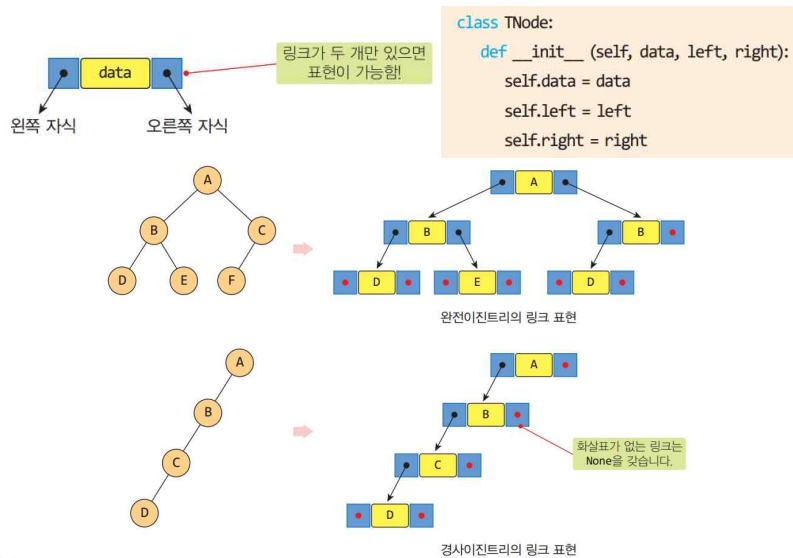 data
링크가 두 개만 있으면
표현이 가능함!
왼쪽 자식
오른쪽 자식
class TNode:
def __init__ (self, data, left, right):
self.data = data
self.left = left
self.right = right
A
B
C
D
E
F
A
B
B
D
E
D
완전이진트리의 링크 표현
A
B
C
D
A
B
C
D
화살표가 없는 링크는
None을 갖습니다.
경사이진트리의 링크 표현